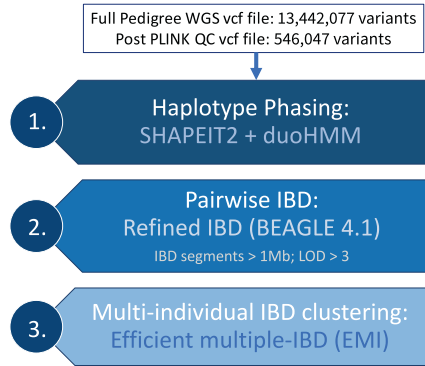 Full Pedigree WGS vcf file: 13,442,077 variants
Post PLINK QC vcf file: 546,047 variants
1.
Haplotype Phasing:
SHAPEIT2 + duoHMM
2.
Pairwise IBD:
Refined IBD (BEAGLE 4.1)
IBD segments > 1Mb; LOD > 3
3.
Multi-individual IBD clustering:
Efficient multiple-IBD (EMI)